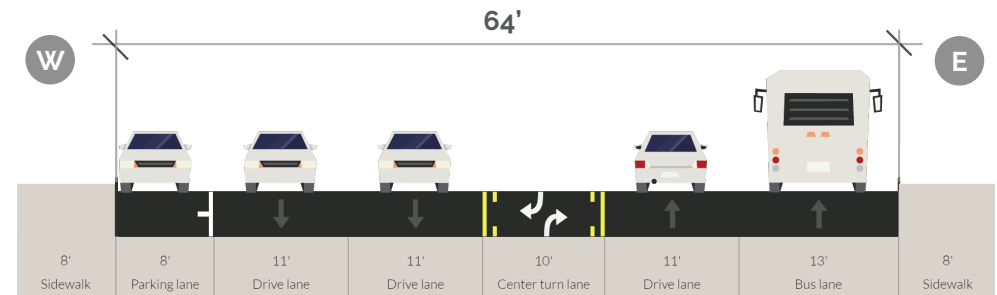 64’
W
E
8'
Sidewalk
8'
Parking lane
11'
Drive lane
11'
Drive lane
10'
Center turn lane
11'
Drive lane
13'
Bus lane
8'
Sidewalk